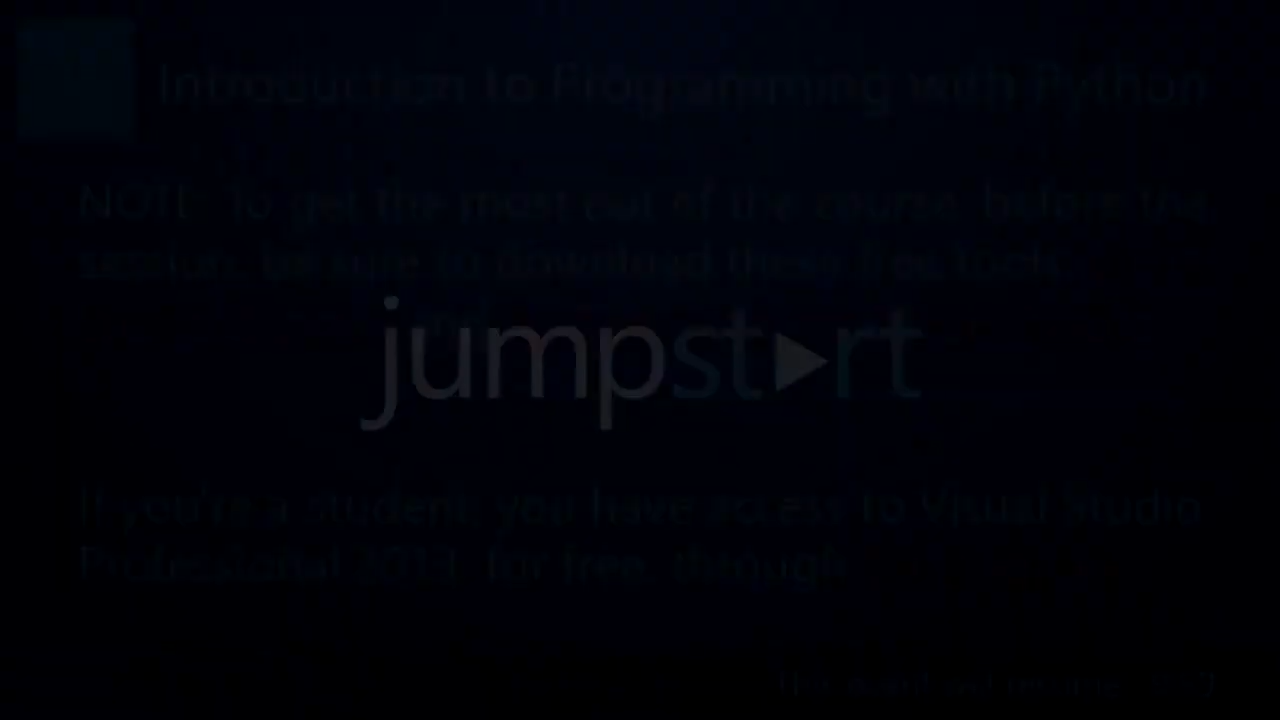 Introduction to Programming with Python
NOTE: To get the most out of the course, before the
session, be sure to download these free tools:
jumpstart
If you're a student, you have access to Visual Studio
Professional 2013, for free, through